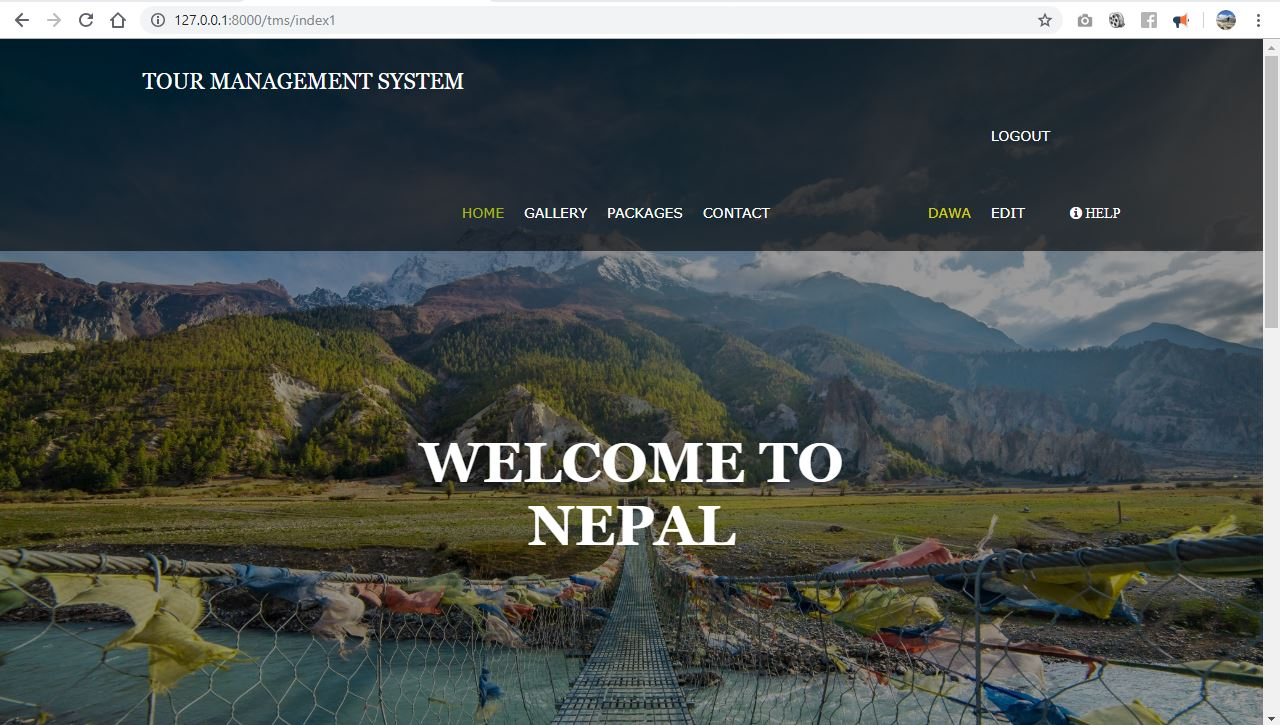 127.0.0.1:8000/tms/index1
TOUR MANAGEMENT SYSTEM
LOGOUT
HOME GALLERY PACKAGES CONTACT DAWA EDIT HELP
WELCOME TO
NEPAL